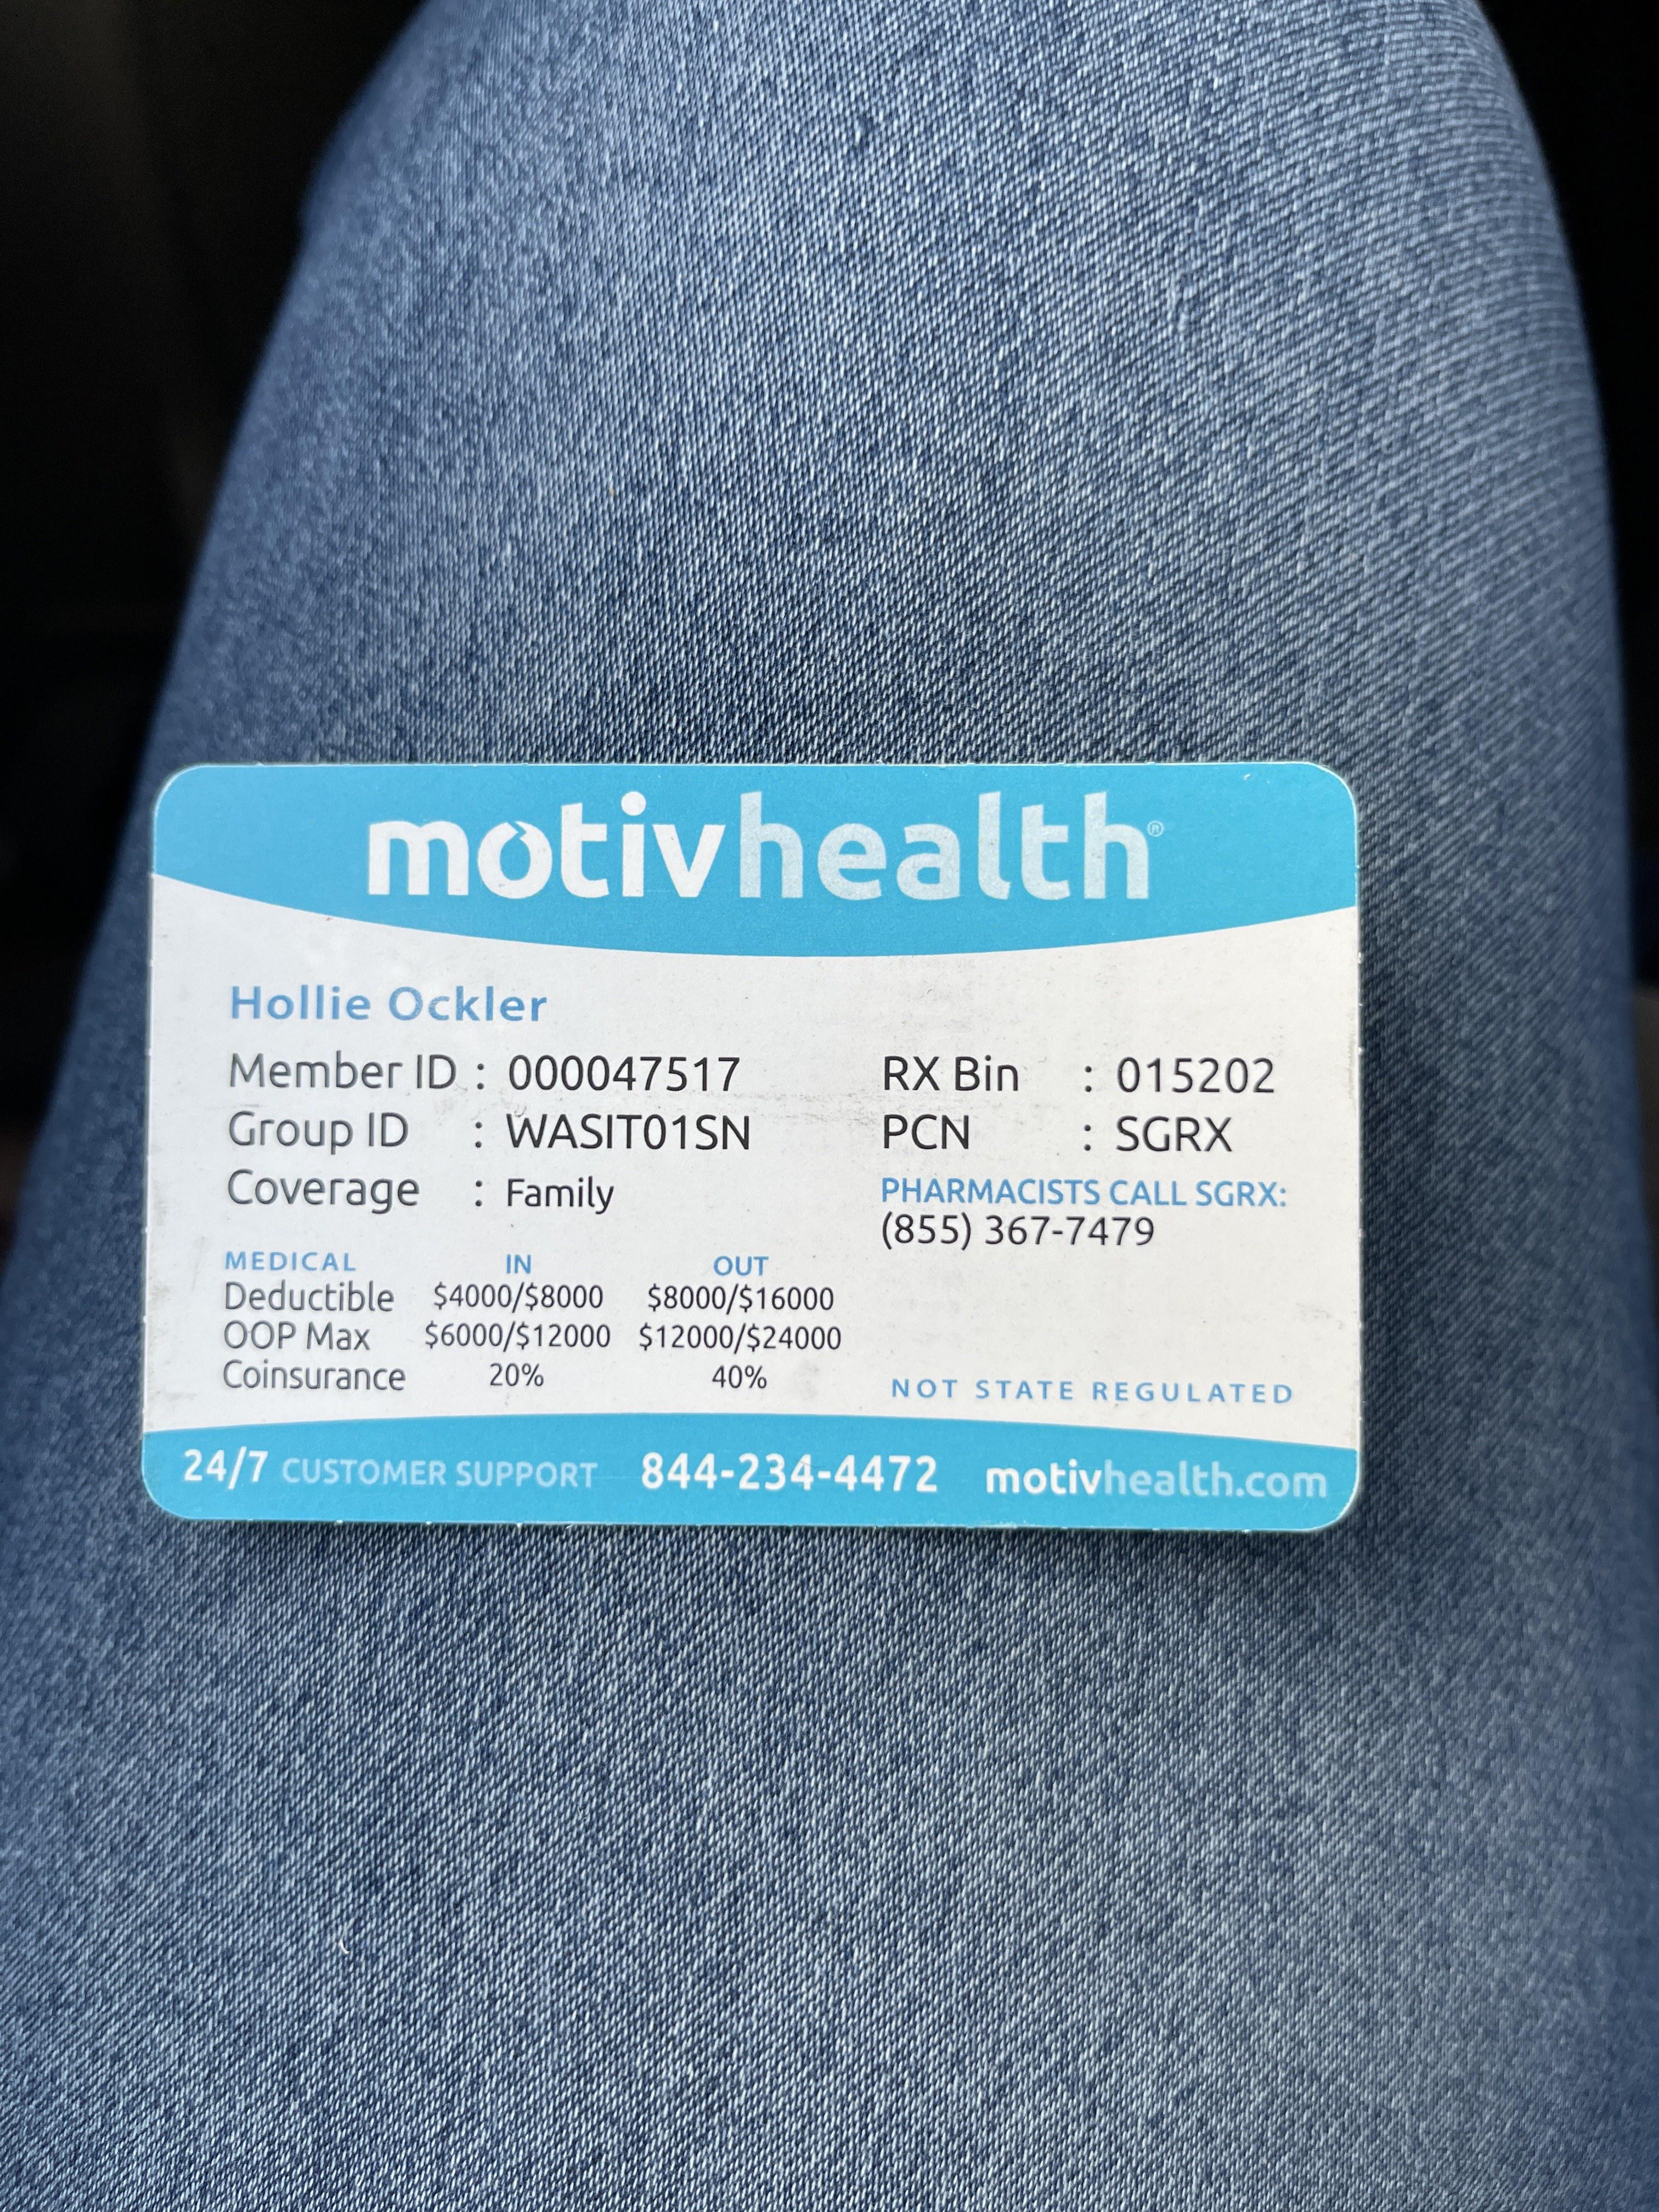 motivhealth®
Hollie Ockler
Member ID : 000047517
Group ID : WASIT01SN
Coverage : Family
RX Bin : 015202
PCN : SGRX
PHARMACISTS CALL SGRX:
(855) 367-7479
MEDICAL IN OUT
Deductible $4000/$8000 $8000/$16000
OOP Max $6000/$12000 $12000/$24000
Coinsurance 20% 40%
NOT STATE REGULATED
24/7 CUSTOMER SUPPORT 844-234-4472 motivhealth.com